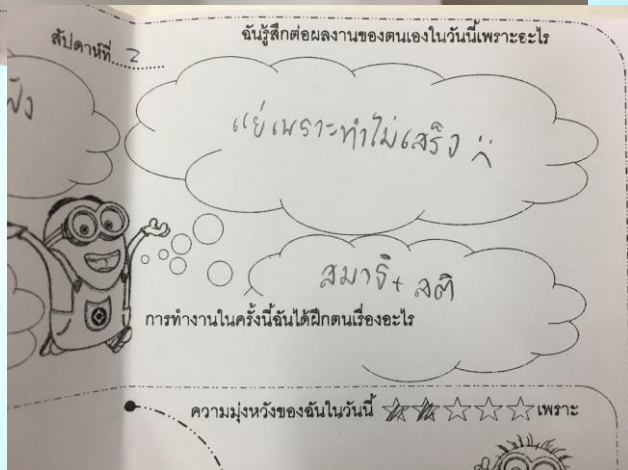 สัปดาห์ที่ 2
ฉันรู้สึกต่อผลงานของตนเองในวันนี้เพราะอะไร
แย่เพราะทำไม่เสร็จ
สมาธิ + สติ
การทำงานในครั้งนี้ฉันได้ฝึกตนเรื่องอะไร
ความมุ่งหวังของฉันในวันนี้ เพราะ